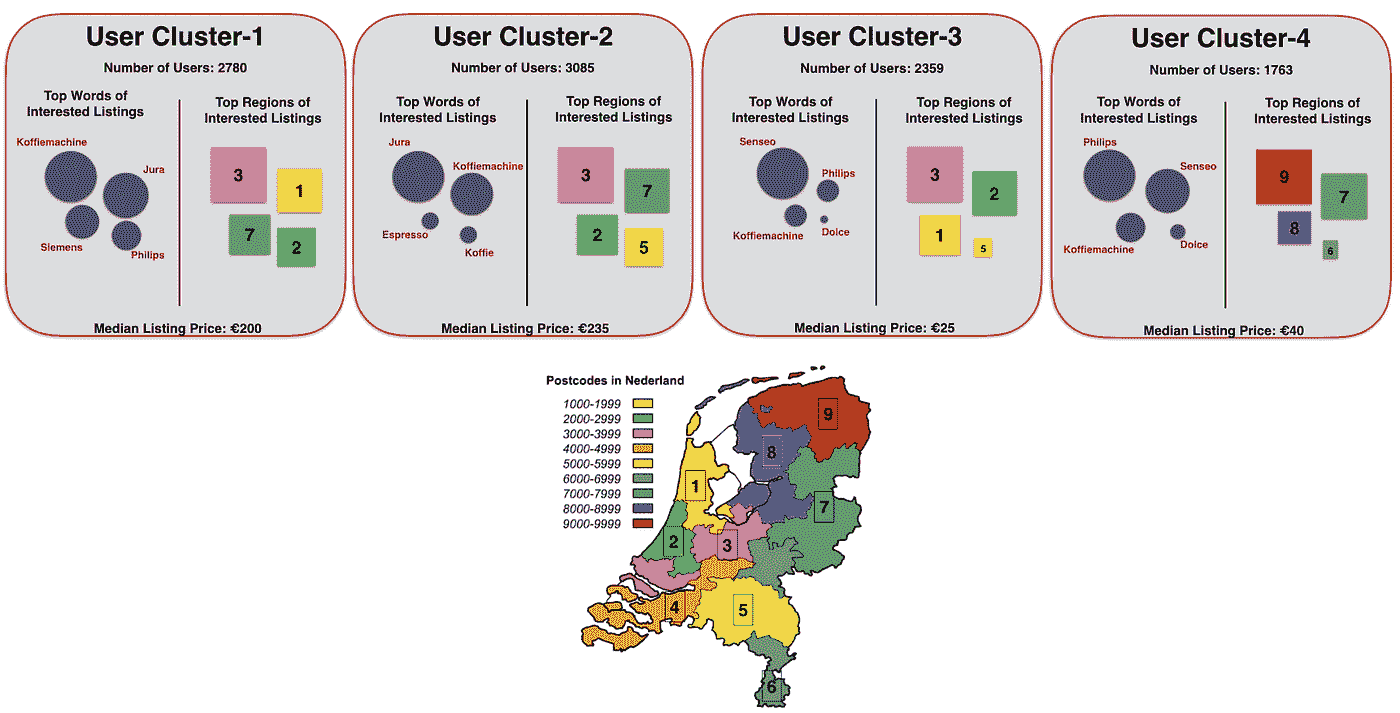 User Cluster-1
Number of Users: 2780
Top Words of
Interested Listings
Koffiemachine
Jura
Siemens
Philips
Top Regions of
Interested Listings
3
1
7
2
Median Listing Price: €200
User Cluster-2
Number of Users: 3085
Top Words of
Interested Listings
Jura
Koffiemachine
Espresso
Koffie
Top Regions of
Interested Listings
3
7
2
5
Median Listing Price: €235
User Cluster-3
Number of Users: 2359
Top Words of
Interested Listings
Senseo
Philips
Koffiemachine
Dolce
Top Regions of
Interested Listings
3
2
1
5
Median Listing Price: €25
User Cluster-4
Number of Users: 1763
Top Words of
Interested Listings
Philips
Senseo
Koffiemachine
Dolce
Top Regions of
Interested Listings
9
7
8
6
Median Listing Price: €40
Postcodes in Nederland
1000-1999
2000-2999
3000-3999
4000-4999
5000-5999
6000-6999
7000-7999
8000-8999
9000-9999
9
8
1
7
2
3
4
5
6